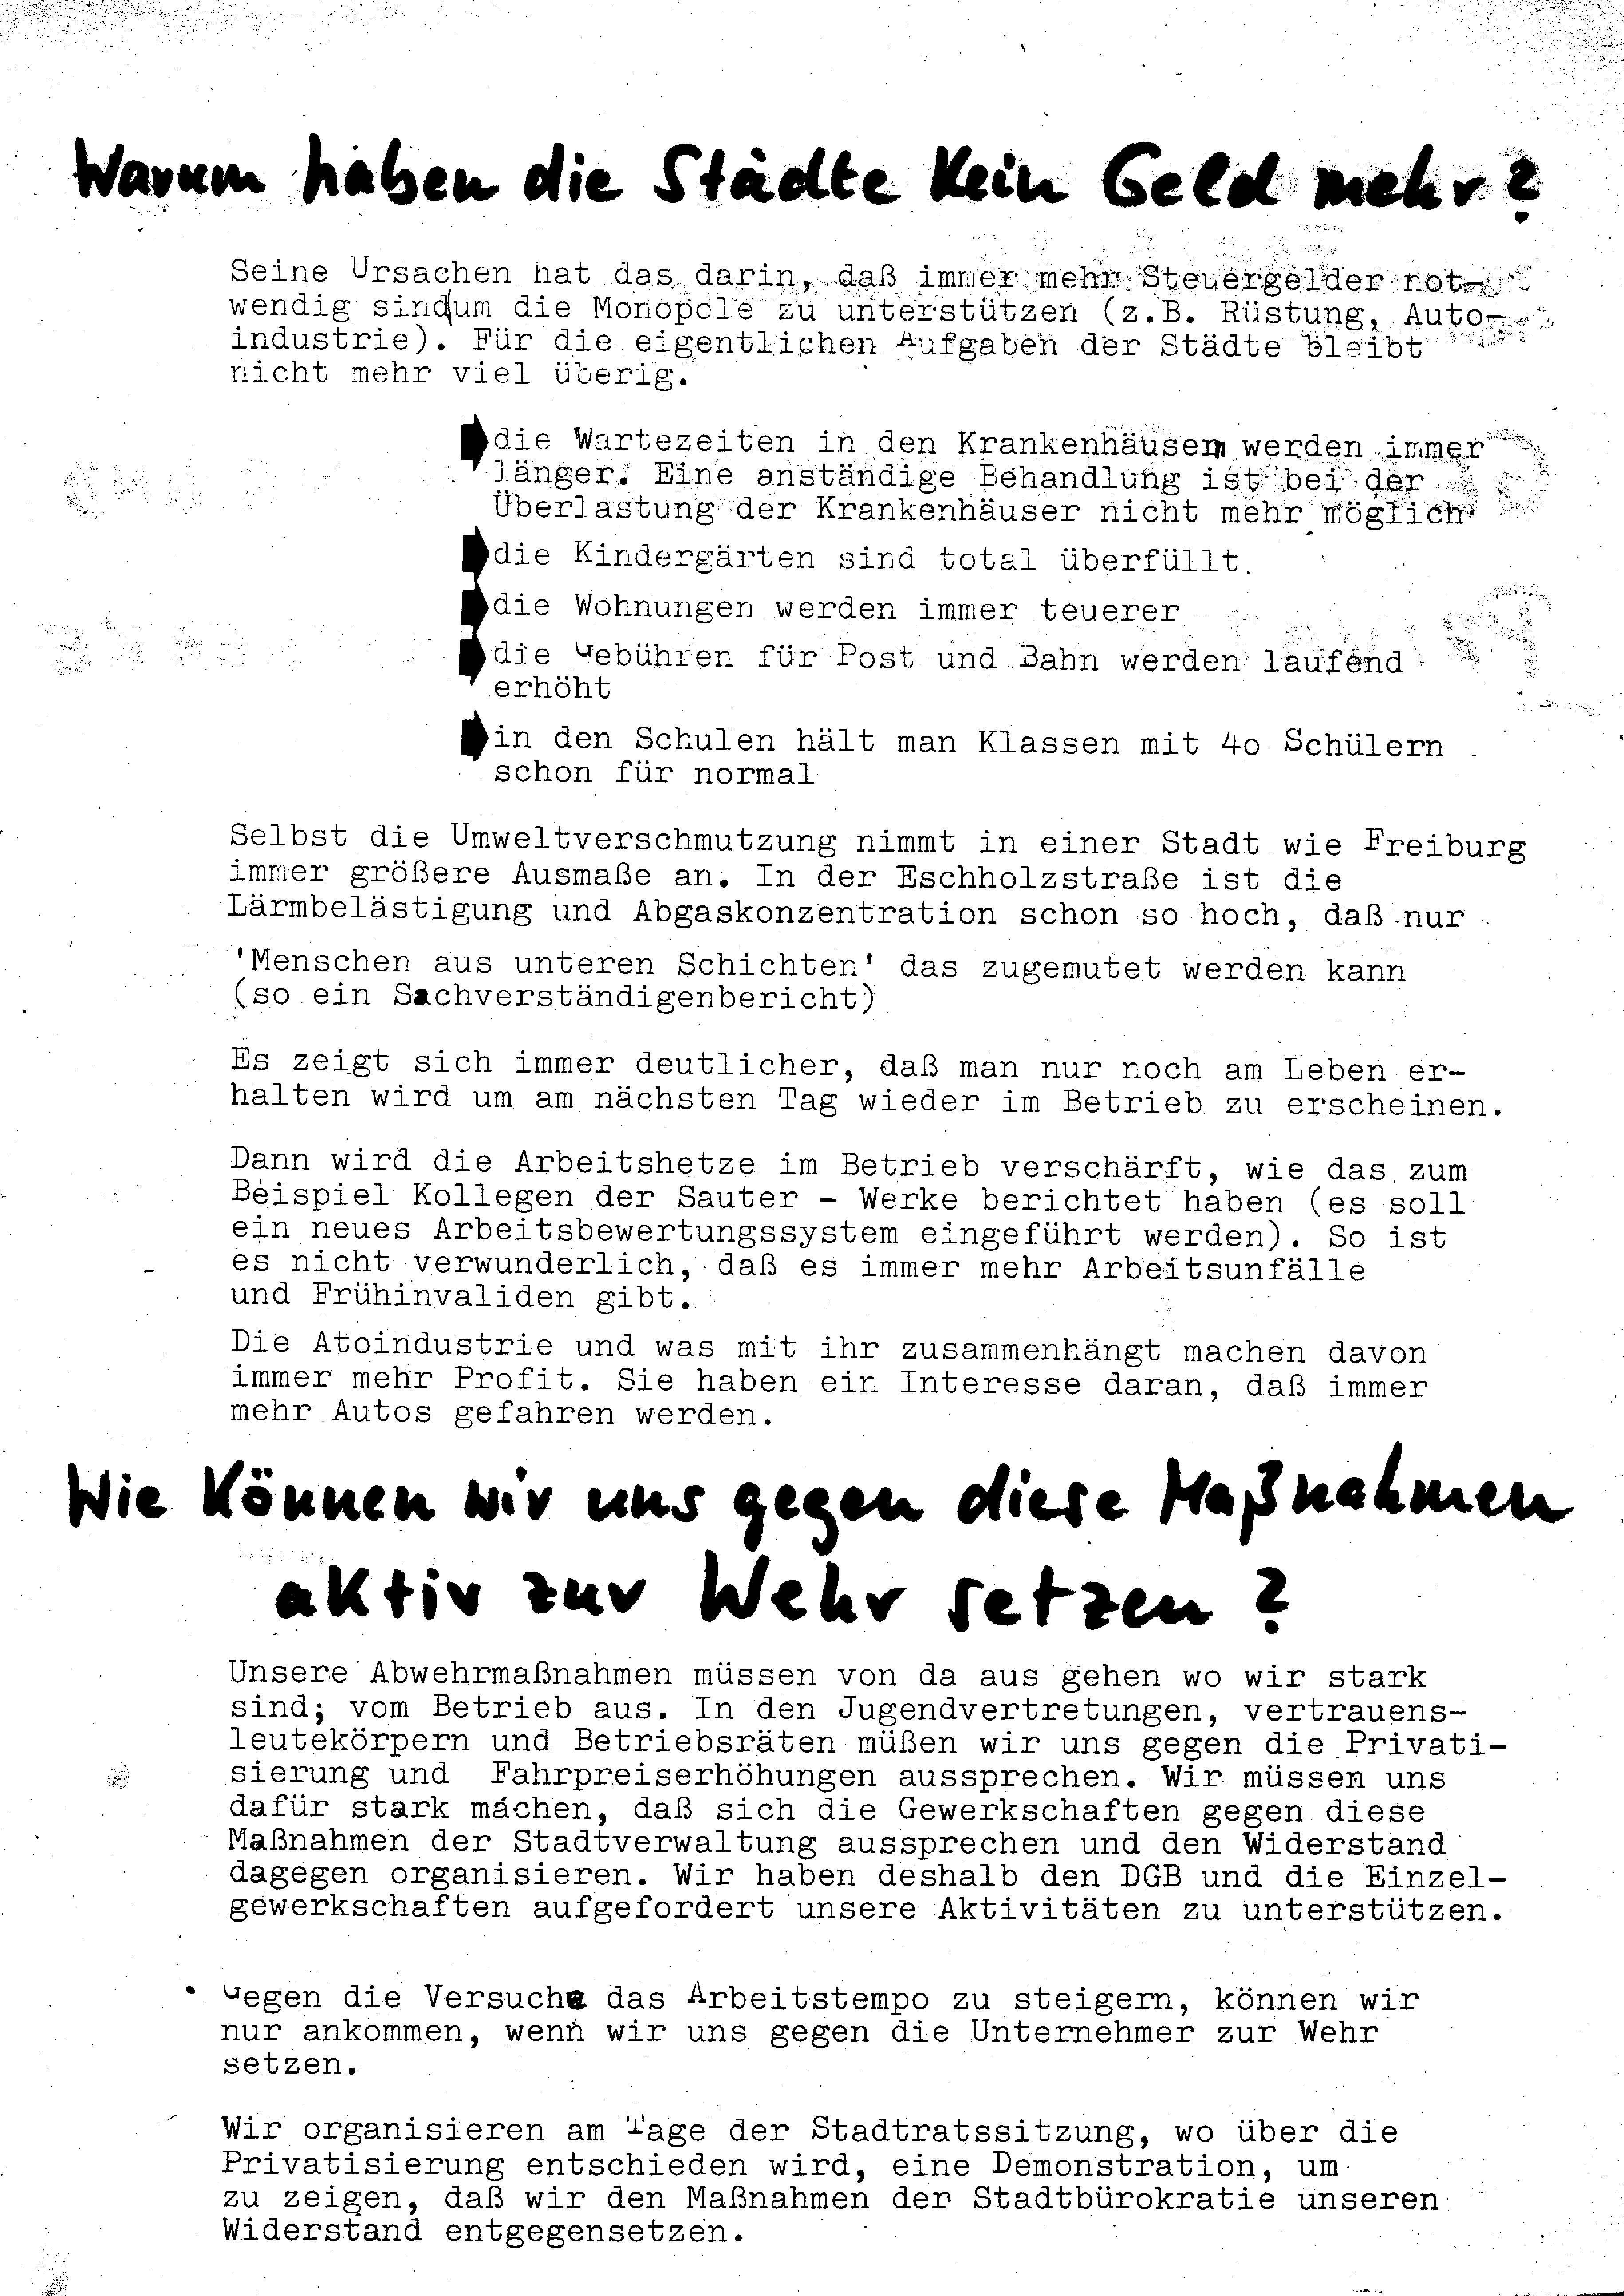 Warum haben die Städte kein Geld mehr?
Seine Ursachen hat das darin, daß immer mehr Steuergelder not-
wendig sind um die Monopole zu unterstützen (z.B. Rüstung, Auto-
industrie). Für die eigentlichen Aufgaben der Städte bleibt
nicht mehr viel überig.
die Wartezeiten in den Krankenhäusern werden immer
länger. Eine anständige Behandlung ist bei der
Überlastung der Krankenhäuser nicht mehr möglich
die Kindergärten sind total überfüllt.
die Wohnungen werden immer teuerer
die Gebühren für Post und Bahn werden laufend
erhöht
in den Schulen hält man Klassen mit 4o Schülern
schon für normal
Selbst die Umweltverschmutzung nimmt in einer Stadt wie Freiburg
immer größere Ausmaße an. In der Eschholzstraße ist die
Lärmbelästigung und Abgaskonzentration schon so hoch, daß nur
'Menschen aus unteren Schichten' das zugemutet werden kann
(so ein Sachverständigenbericht)
Es zeigt sich immer deutlicher, daß man nur noch am Leben er-
halten wird um am nächsten Tag wieder im Betrieb zu erscheinen.
Dann wird die Arbeitshetze im Betrieb verschärft, wie das zum
Beispiel Kollegen der Sauter - Werke berichtet haben (es soll
ein neues Arbeitsbewertungssystem eingeführt werden). So ist
es nicht verwunderlich, daß es immer mehr Arbeitsunfälle
und Frühinvaliden gibt.
Die Atoindustrie und was mit ihr zusammenhängt machen davon
immer mehr Profit. Sie haben ein Interesse daran, daß immer
mehr Autos gefahren werden.
Wie können wir uns gegen diese Maßnahmen
aktiv zur Wehr setzen?
Unsere Abwehrmaßnahmen müssen von da aus gehen wo wir stark
sind; vom Betrieb aus. In den Jugendvertretungen, vertrauens-
leutekörpern und Betriebsräten müßen wir uns gegen die Privati-
sierung und Fahrpreiserhöhungen aussprechen. Wir müssen uns
dafür stark machen, daß sich die Gewerkschaften gegen diese
Maßnahmen der Stadtverwaltung aussprechen und den Widerstand
dagegen organisieren. Wir haben deshalb den DGB und die Einzel-
gewerkschaften aufgefordert unsere Aktivitäten zu unterstützen.
Gegen die Versuche das Arbeitstempo zu steigern, können wir
nur ankommen, wenn wir uns gegen die Unternehmer zur Wehr
setzen.
Wir organisieren am Tage der Stadtratssitzung, wo über die
Privatisierung entschieden wird, eine Demonstration, um
zu zeigen, daß wir den Maßnahmen der Stadtbürokratie unseren
Widerstand entgegensetzen.